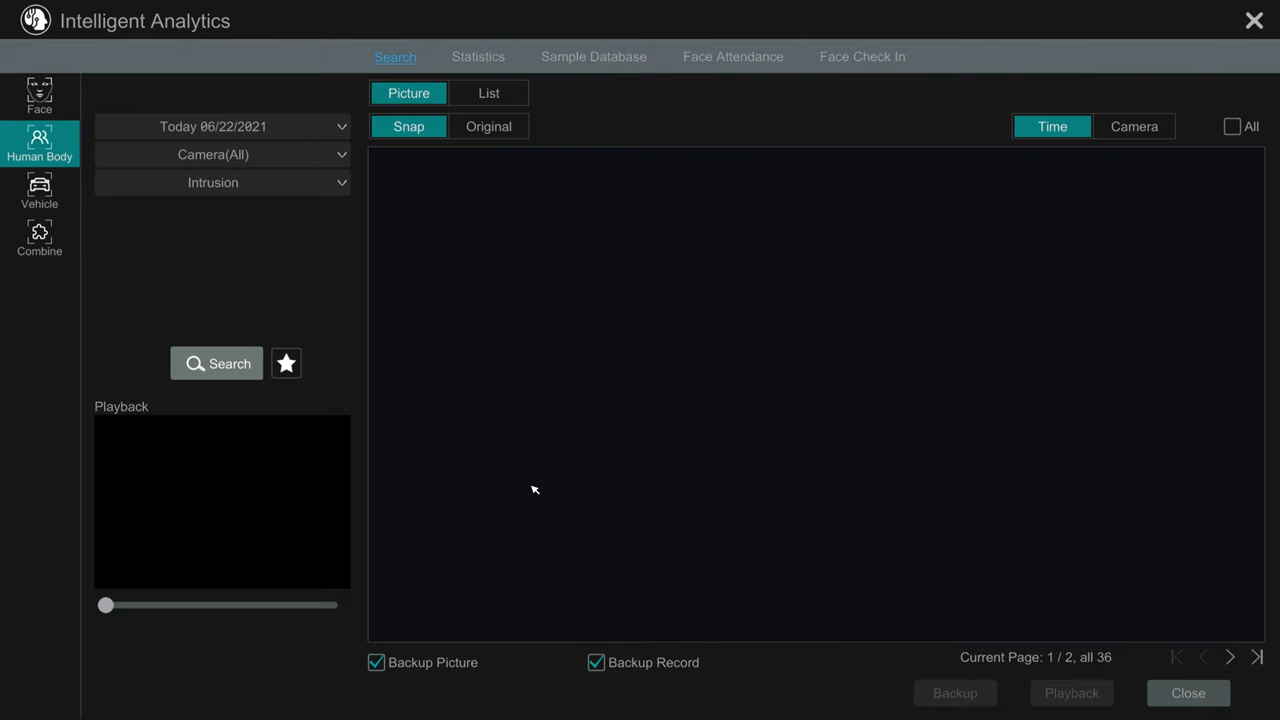 Intelligent Analytics
Search Statistics Sample Database Face Attendance Face Check In
Face
Human Body
Vehicle
Combine
Today 06/22/2021
Camera(All)
Intrusion
Search
Playback
Picture List
Snap Original
Time Camera All
Backup Picture Backup Record
Current Page: 1 / 2, all 36
Backup Playback Close